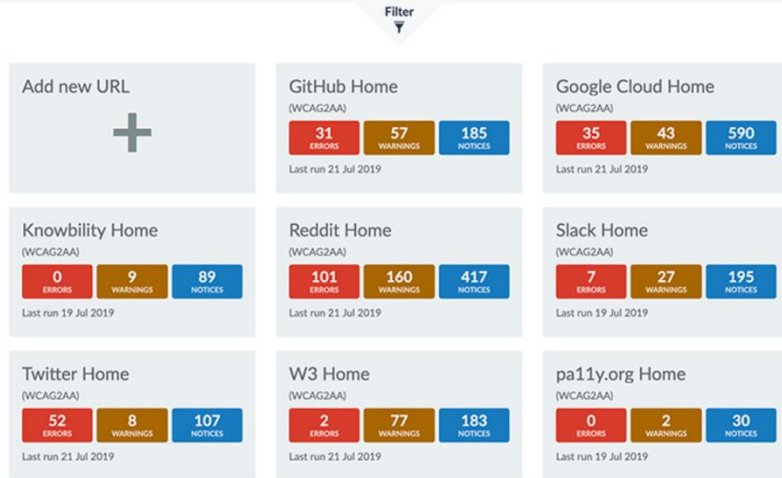 Filter
Add new URL
GitHub Home
(WCAG2AA)
31 57 185
ERRORS WARNINGS NOTICES
Last run 21 Jul 2019
Google Cloud Home
(WCAG2AA)
35 43 590
ERRORS WARNINGS NOTICES
Last run 21 Jul 2019
Knowbility Home
(WCAG2AA)
0 9 89
ERRORS WARNINGS NOTICES
Last run 19 Jul 2019
Reddit Home
(WCAG2AA)
101 160 417
ERRORS WARNINGS NOTICES
Last run 21 Jul 2019
Slack Home
(WCAG2AA)
7 27 195
ERRORS WARNINGS NOTICES
Last run 19 Jul 2019
Twitter Home
(WCAG2AA)
52 8 107
ERRORS WARNINGS NOTICES
Last run 21 Jul 2019
W3 Home
(WCAG2AA)
2 77 183
ERRORS WARNINGS NOTICES
Last run 21 Jul 2019
pa11y.org Home
(WCAG2AA)
0 2 30
ERRORS WARNINGS NOTICES
Last run 19 Jul 2019